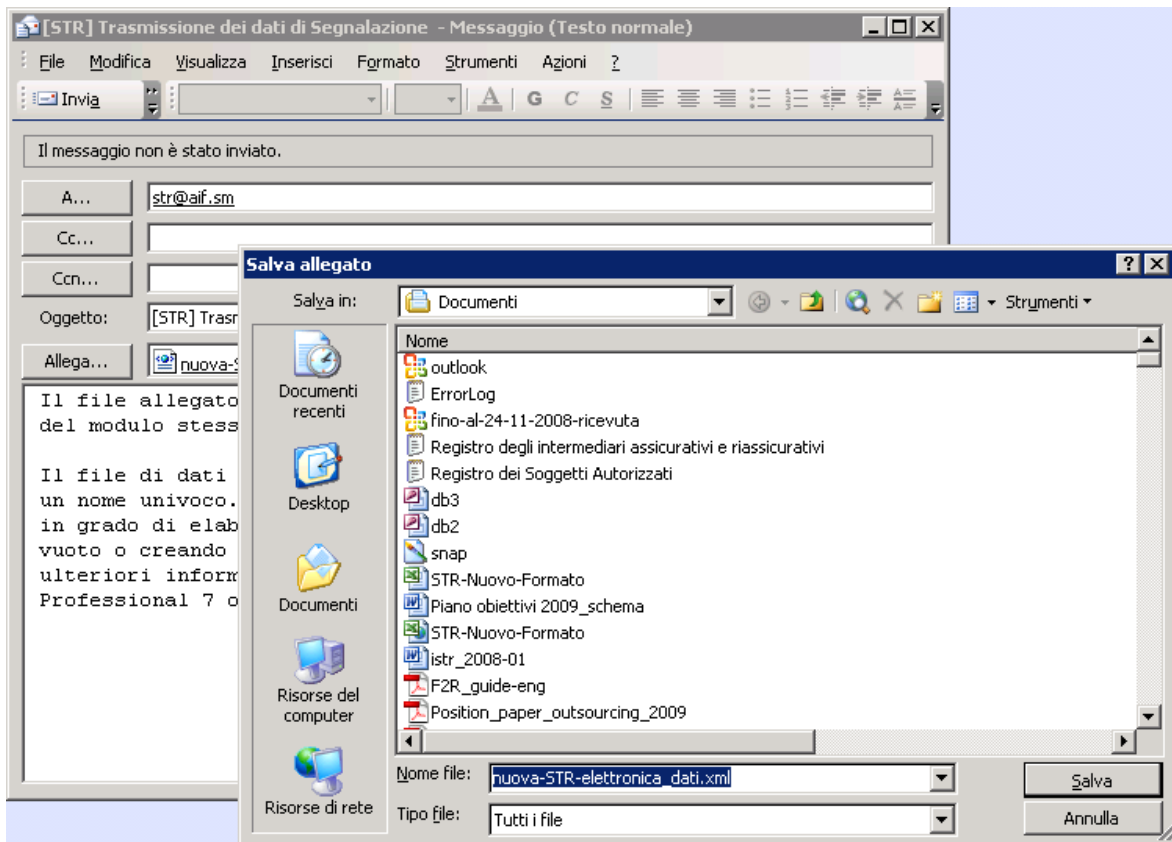 [STR] Trasmissione dei dati di Segnalazione - Messaggio (Testo normale)
File Modifica Visualizza Inserisci Formato Strumenti Azioni ?
Invia A G C S
Il messaggio non è stato inviato.
A... str@aif.sm
Cc...
Ccn...
Oggetto: [STR] Trasm
Allega... nuova-S
Il file allegato
del modulo stess
Il file di dati
un nome univoco.
in grado di elab
vuoto o creando
ulteriori inform
Professional 7 o
Salva allegato
Salva in: Documenti Strumenti
Documenti recenti
Desktop
Documenti
Risorse del computer
Risorse di rete
Nome
outlook
ErrorLog
fino-al-24-11-2008-ricevuta
Registro degli intermediari assicurativi e riassicurativi
Registro dei Soggetti Autorizzati
db3
db2
snap
STR-Nuovo-Formato
Piano obiettivi 2009_schema
STR-Nuovo-Formato
istr_2008-01
F2R_guide-eng
Position_paper_outsourcing_2009
Nome file: nuova-STR-elettronica_dati.xml Salva
Tipo file: Tutti i file Annulla